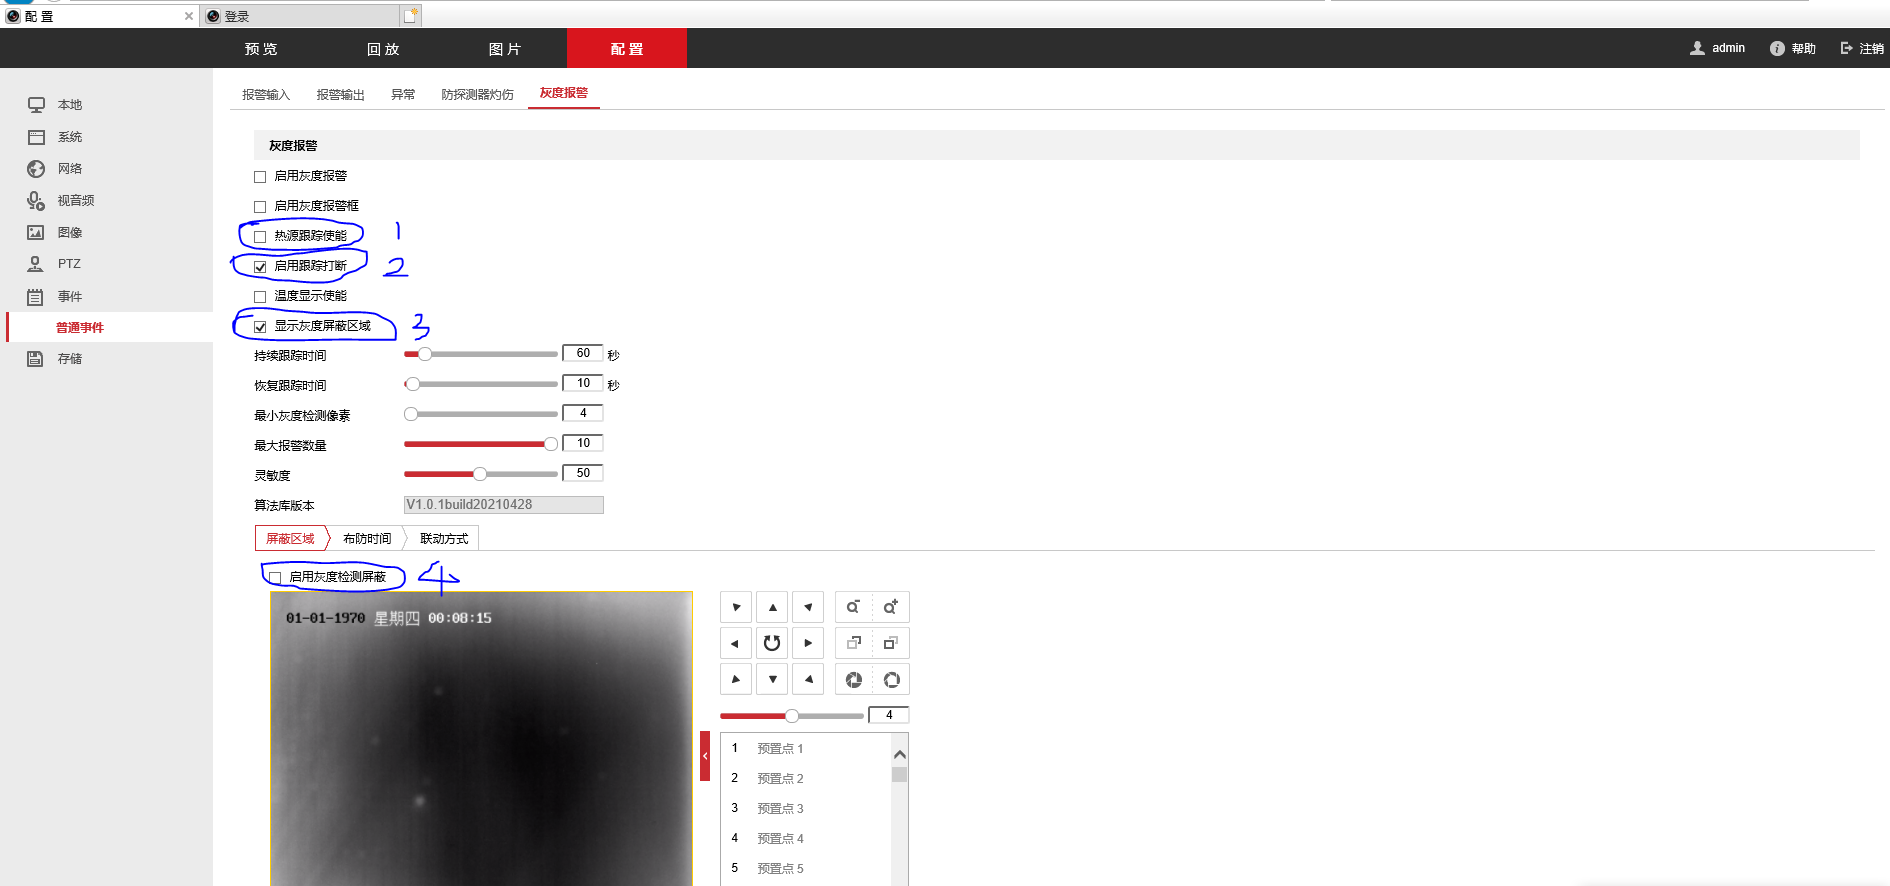 配 置
登录
预 览 回 放 图 片 配 置 admin 帮助 注销
本地
系统
网络
视音频
图像
PTZ
事件
普通事件
存储
报警输入 报警输出 异常 防探测器灼伤 灰度报警
灰度报警
启用灰度报警
启用灰度报警框
热源跟踪使能 1
启用跟踪打断 2
温度显示使能
显示灰度屏蔽区域 3
持续跟踪时间 60 秒
恢复跟踪时间 10 秒
最小灰度检测像素 4
最大报警数量 10
灵敏度 50
算法库版本 V1.0.1build20210428
屏蔽区域 布防时间 联动方式
启用灰度检测屏蔽 4
01-01-1970 星期四 00:08:15
4
1 预置点 1
2 预置点 2
3 预置点 3
4 预置点 4
5 预置点 5